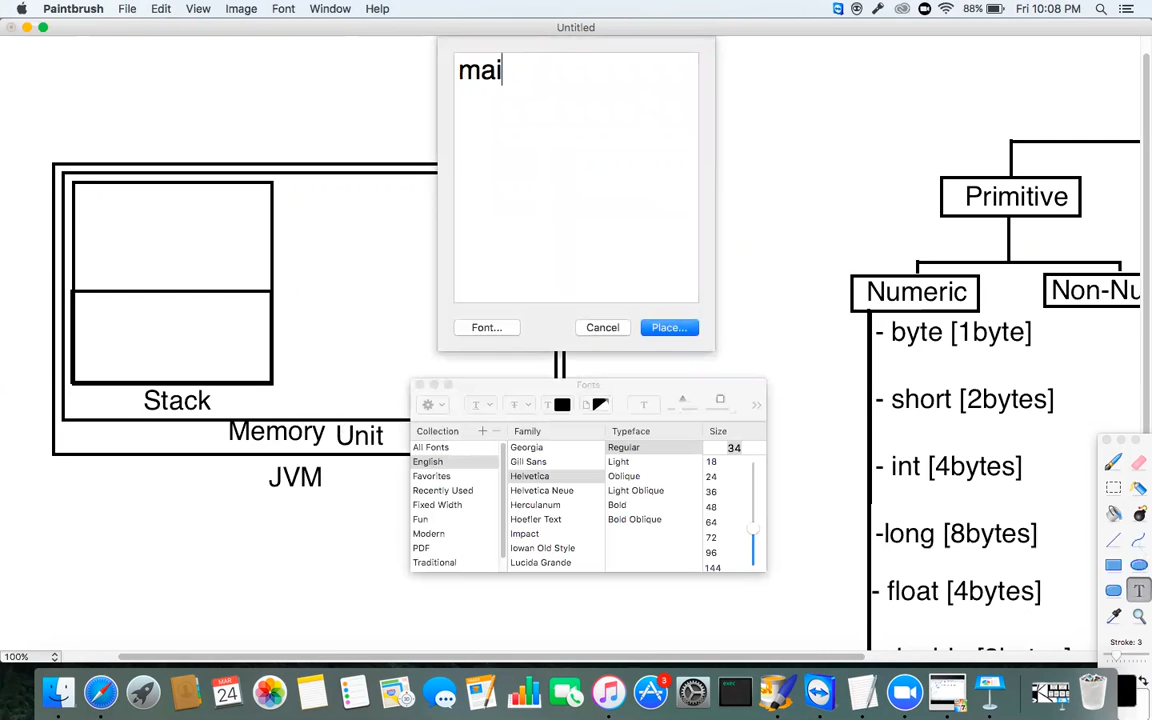 Paintbrush File Edit View Image Font Window Help
88% Fri 10:08 PM
Untitled
mai
Font... Cancel Place...
Stack
Memory Unit
JVM
Primitive
Numeric
Non-Nu
- byte [1byte]
- short [2bytes]
- int [4bytes]
-long [8bytes]
- float [4bytes]
Fonts
Collection Family Typeface Size
All Fonts Georgia Regular 34
English Gill Sans Light 18
Favorites Helvetica Oblique 24
Recently Used Helvetica Neue Light Oblique 36
Fixed Width Herculanum Bold 48
Fun Hoefler Text Bold Oblique 64
Modern Impact 72
PDF Iowan Old Style 96
Traditional Lucida Grande 144
Stroke: 3
100%
MAR
24
3
exec